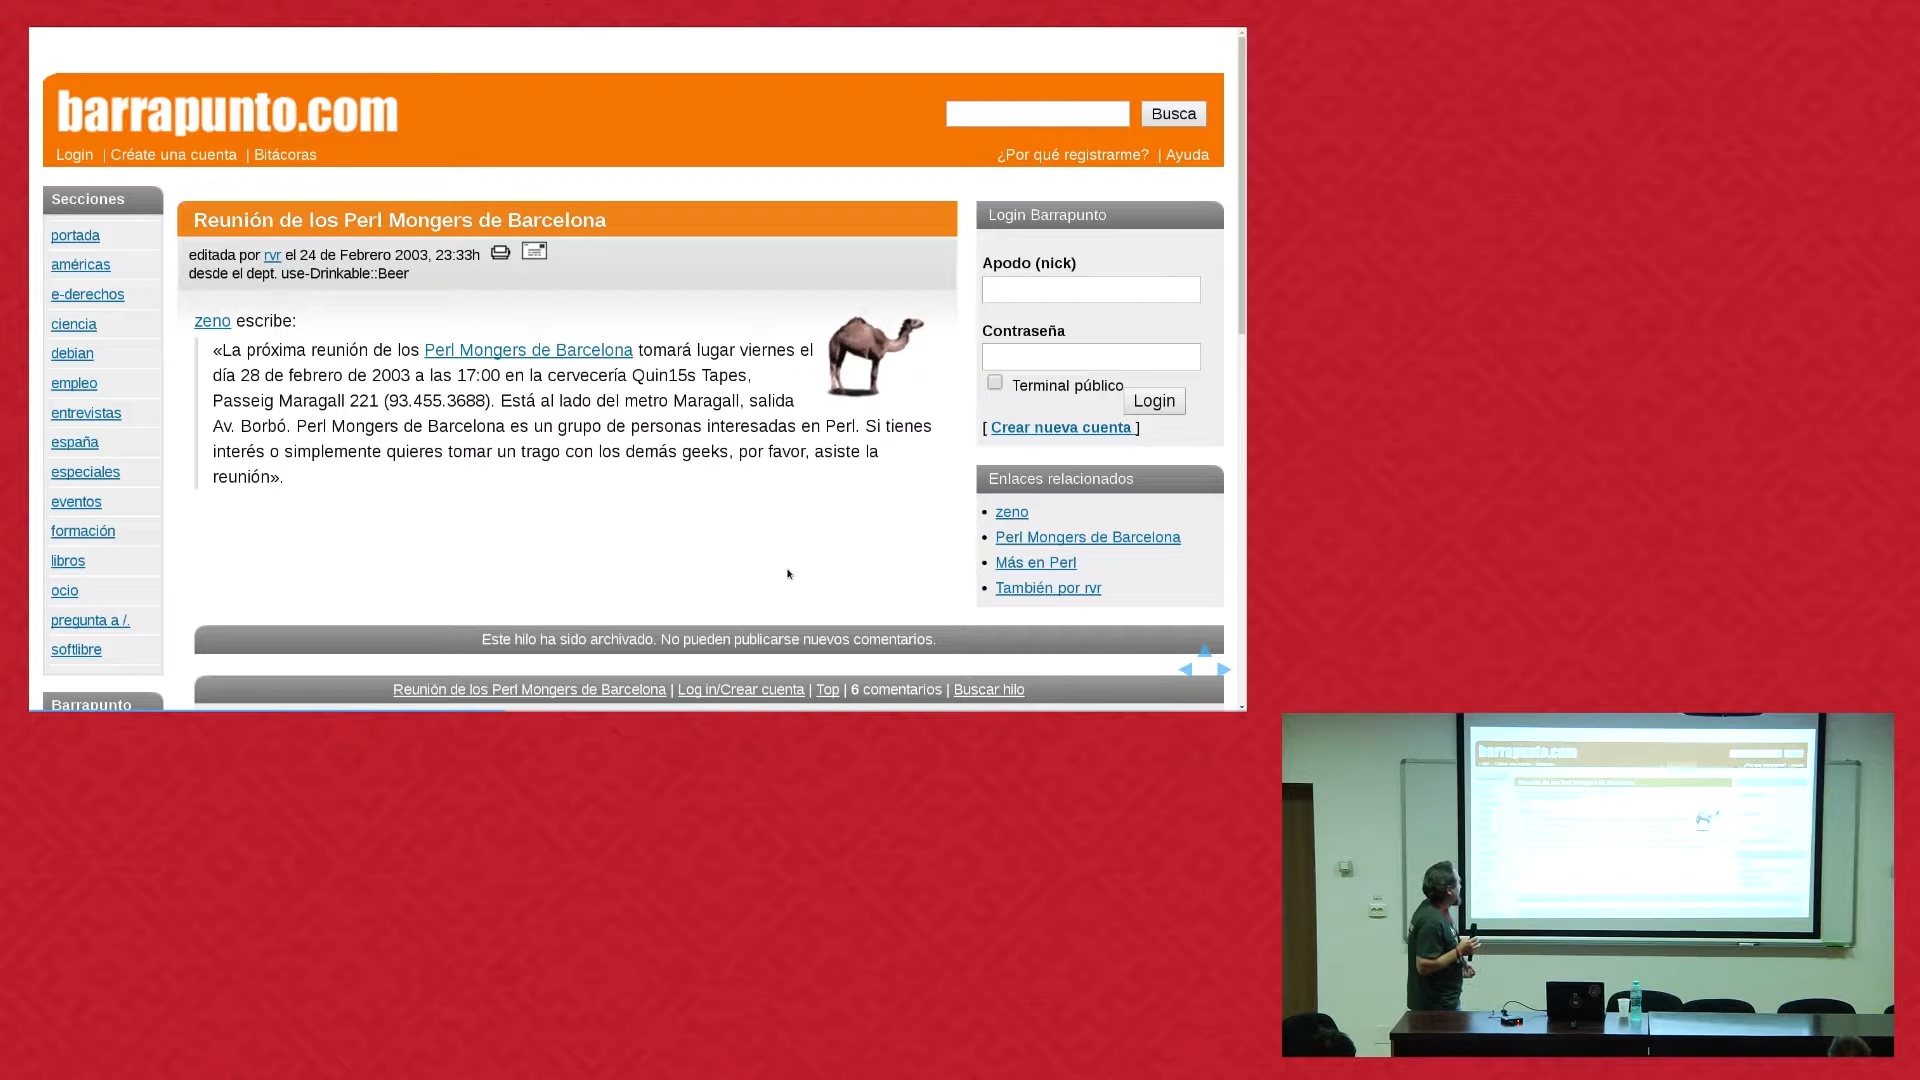 barrapunto.com
Busca
Login | Créate una cuenta | Bitácoras
¿Por qué registrarme? | Ayuda
Secciones
portada
américas
e-derechos
ciencia
debian
empleo
entrevistas
españa
especiales
eventos
formación
libros
ocio
pregunta a /.
softlibre
Barrapunto
Reunión de los Perl Mongers de Barcelona
editada por rvr el 24 de Febrero 2003, 23:33h
desde el dept. use-Drinkable::Beer
zeno escribe:
«La próxima reunión de los Perl Mongers de Barcelona tomará lugar viernes el
día 28 de febrero de 2003 a las 17:00 en la cervecería Quin15s Tapes,
Passeig Maragall 221 (93.455.3688). Está al lado del metro Maragall, salida
Av. Borbó. Perl Mongers de Barcelona es un grupo de personas interesadas en Perl. Si tienes
interés o simplemente quieres tomar un trago con los demás geeks, por favor, asiste la
reunión».
Login Barrapunto
Apodo (nick)
Contraseña
Terminal público
Login
[ Crear nueva cuenta ]
Enlaces relacionados
• zeno
• Perl Mongers de Barcelona
• Más en Perl
• También por rvr
Este hilo ha sido archivado. No pueden publicarse nuevos comentarios.
Reunión de los Perl Mongers de Barcelona | Log in/Crear cuenta | Top | 6 comentarios | Buscar hilo
barrapunto.com